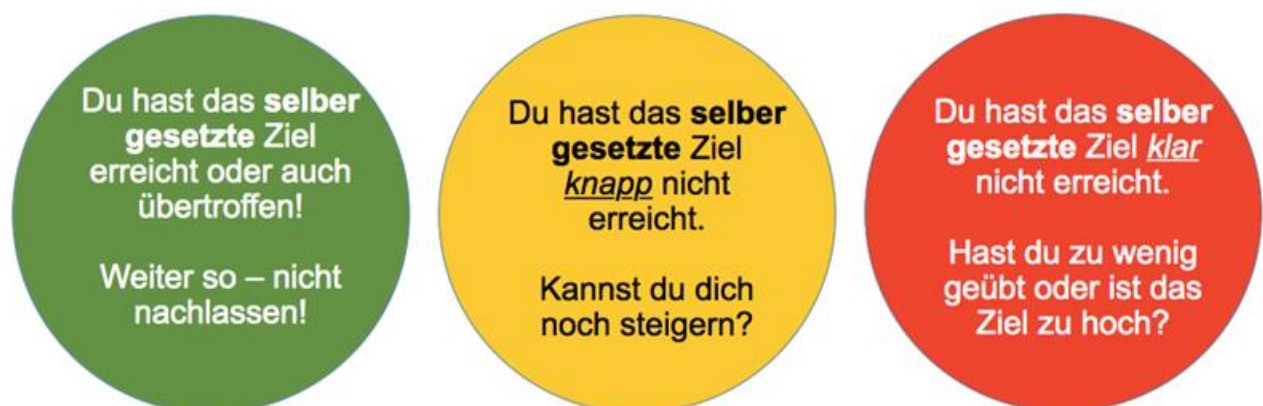 Du hast das selber
gesetzte Ziel
erreicht oder auch
übertroffen!
Weiter so – nicht
nachlassen!
Du hast das selber
gesetzte Ziel
knapp nicht
erreicht.
Kannst du dich
noch steigern?
Du hast das selber
gesetzte Ziel klar
nicht erreicht.
Hast du zu wenig
geübt oder ist das
Ziel zu hoch?